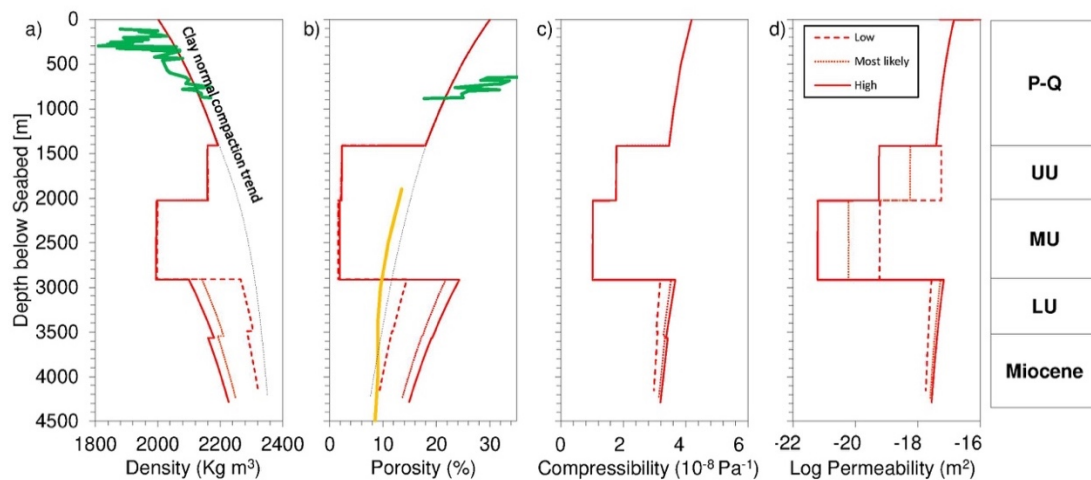 a)
b)
c)
d)
Clay normal compaction trend
Low
Most likely
High
P-Q
UU
MU
LU
Miocene
Depth below Seabed [m]
0
500
1000
1500
2000
2500
3000
3500
4000
4500
1800 2000 2200 2400
0 10 20 30
0 2 4 6
-22 -20 -18 -16
Density (Kg m³)
Porosity (%)
Compressibility (10⁻⁸ Pa⁻¹)
Log Permeability (m²)